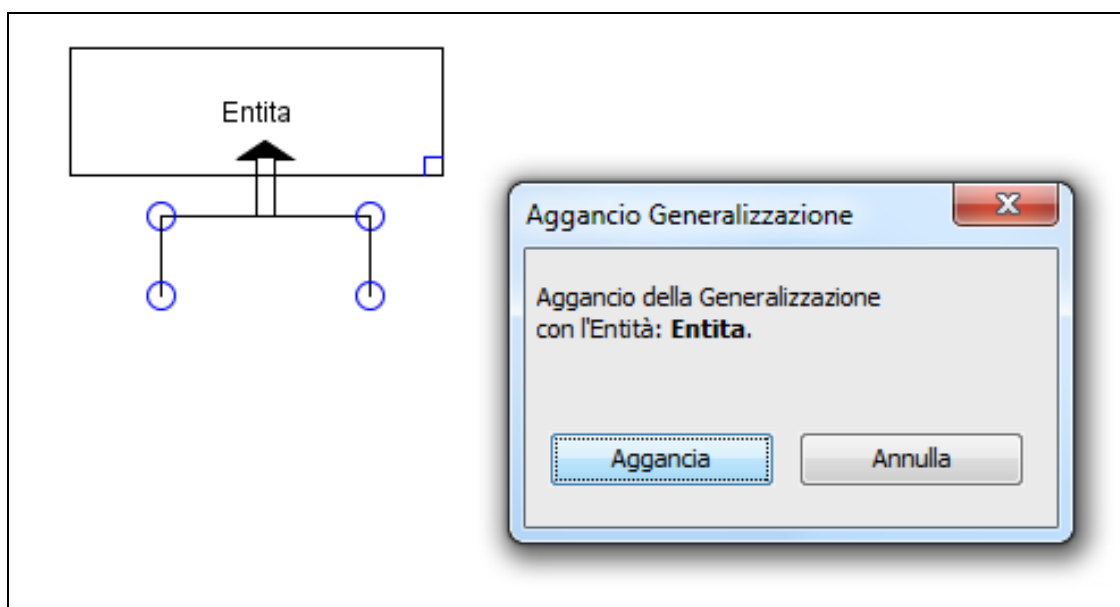 Entita
Aggancio Generalizzazione
Aggancio della Generalizzazione
con l'Entità: Entita.
Aggancia
Annulla